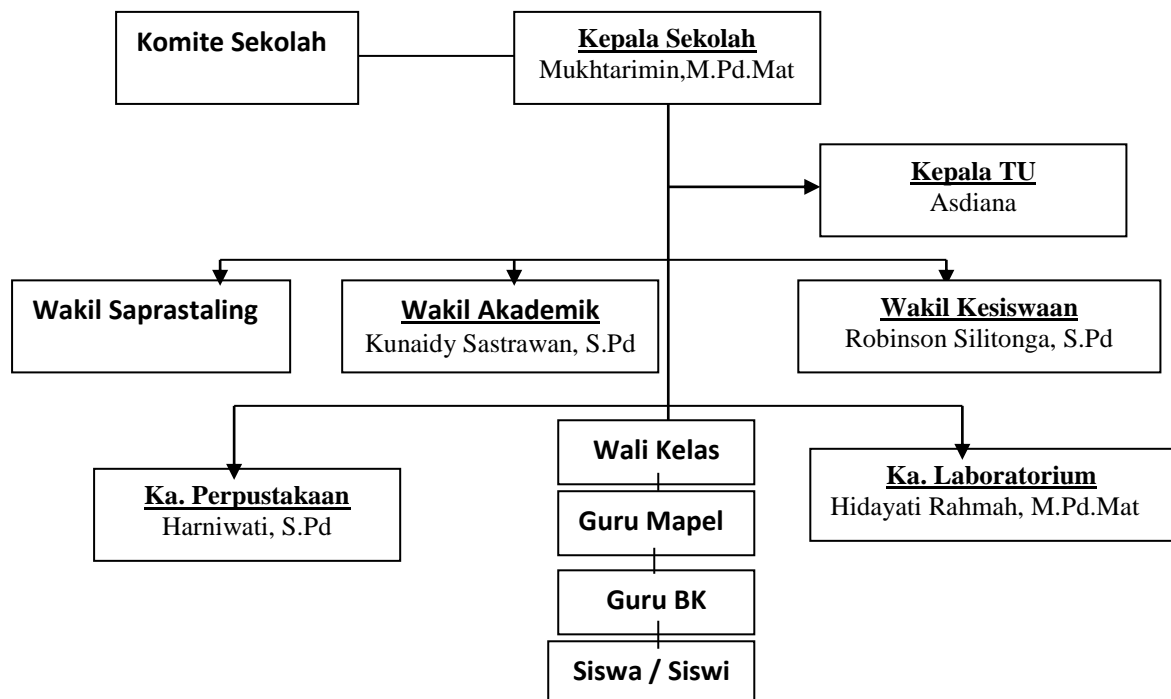 Komite Sekolah
Kepala Sekolah
Mukhtarimin,M.Pd.Mat
Kepala TU
Asdiana
Wakil Saprastaling
Wakil Akademik
Kunaidy Sastrawan, S.Pd
Wakil Kesiswaan
Robinson Silitonga, S.Pd
Ka. Perpustakaan
Harniwati, S.Pd
Wali Kelas
Guru Mapel
Guru BK
Siswa / Siswi
Ka. Laboratorium
Hidayati Rahmah, M.Pd.Mat